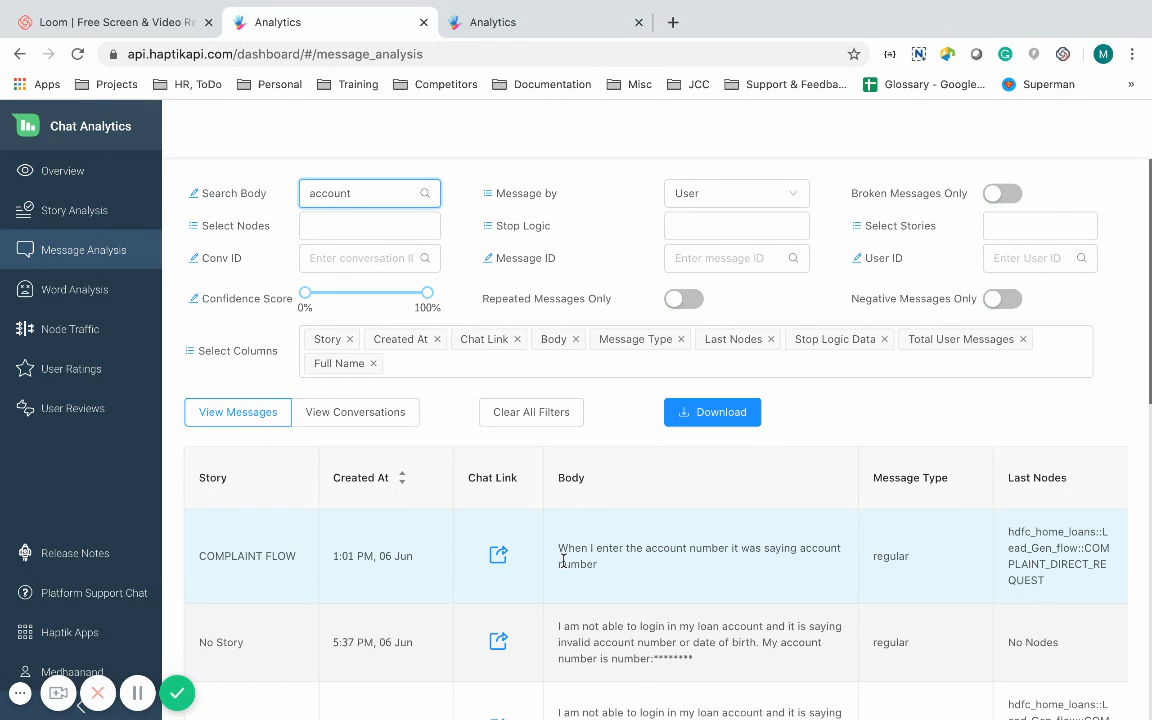 Loom | Free Screen & Video Re
Analytics
Analytics
api.haptikapi.com/dashboard/#/message_analysis
M
Apps
Projects
HR, ToDo
Personal
Training
Competitors
Documentation
Misc
JCC
Support & Feedba...
Glossary - Google...
Superman
»
Chat Analytics
Overview
Story Analysis
Message Analysis
Word Analysis
Node Traffic
User Ratings
User Reviews
Release Notes
Platform Support Chat
Haptik Apps
Medhaanand
Search Body
account
Message by
User
Broken Messages Only
Select Nodes
Stop Logic
Select Stories
Conv ID
Enter conversation I
Message ID
Enter message ID
User ID
Enter User ID
Confidence Score
0%
100%
Repeated Messages Only
Negative Messages Only
Select Columns
Story
Created At
Chat Link
Body
Message Type
Last Nodes
Stop Logic Data
Total User Messages
Full Name
View Messages
View Conversations
Clear All Filters
Download
Story
Created At
Chat Link
Body
Message Type
Last Nodes
COMPLAINT FLOW
1:01 PM, 06 Jun
When I enter the account number it was saying account
number
regular
hdfc_home_loans::L
ead_Gen_flow::COM
PLAINT_DIRECT_RE
QUEST
No Story
5:37 PM, 06 Jun
I am not able to login in my loan account and it is saying
invalid account number or date of birth. My account
number is number:********
regular
No Nodes
I am not able to login in my loan account and it is saying
hdfc_home_loans::L
ead_Gen_flow::COM